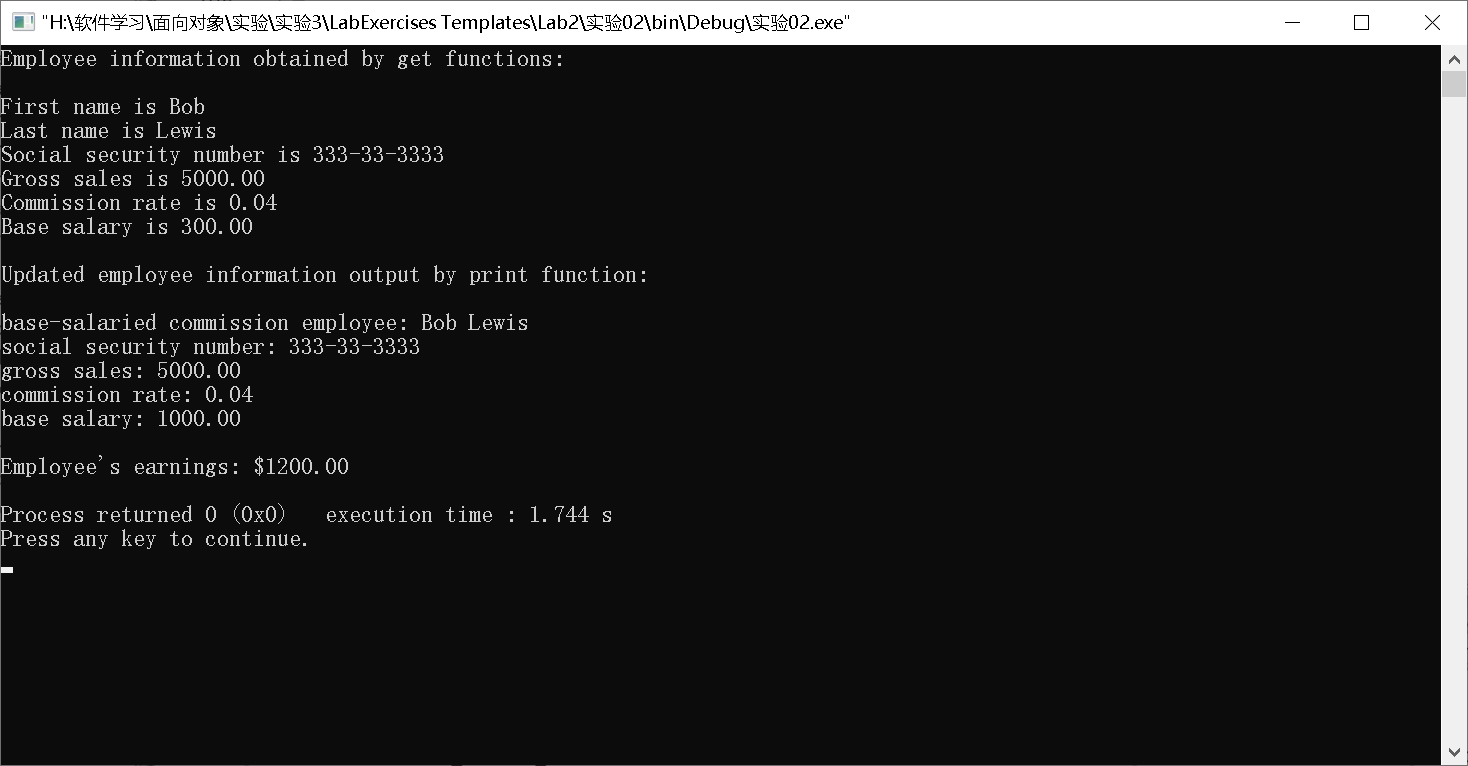 "H:\软件学习\面向对象\实验\实验3\LabExercises Templates\Lab2\实验02\bin\Debug\实验02.exe"
Employee information obtained by get functions:
First name is Bob
Last name is Lewis
Social security number is 333-33-3333
Gross sales is 5000.00
Commission rate is 0.04
Base salary is 300.00
Updated employee information output by print function:
base-salaried commission employee: Bob Lewis
social security number: 333-33-3333
gross sales: 5000.00
commission rate: 0.04
base salary: 1000.00
Employee's earnings: $1200.00
Process returned 0 (0x0)   execution time : 1.744 s
Press any key to continue.